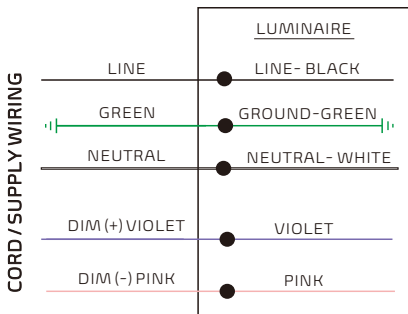 LUMINAIRE
LINE
LINE- BLACK
GREEN
GROUND-GREEN
NEUTRAL
NEUTRAL- WHITE
DIM (+) VIOLET
VIOLET
DIM (-) PINK
PINK
CORD / SUPPLY WIRING